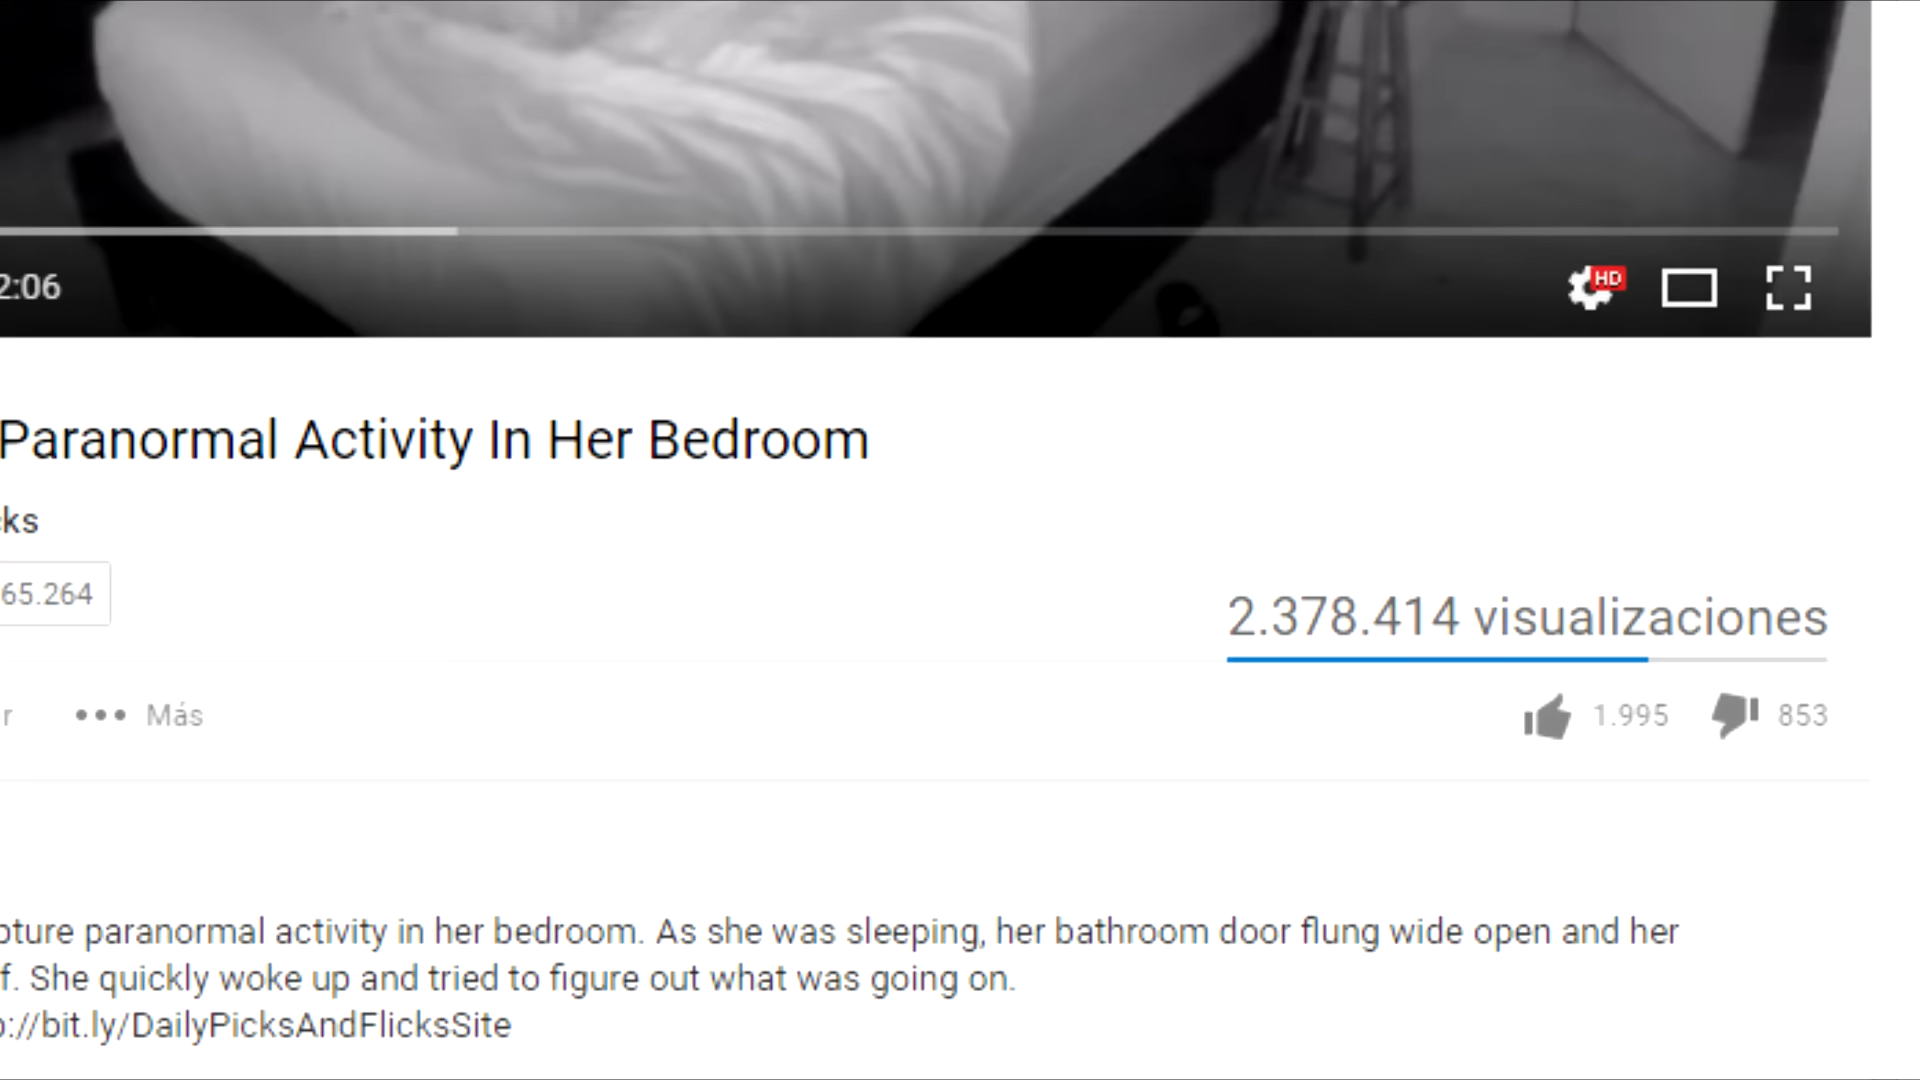 2:06
HD
Paranormal Activity In Her Bedroom
cks
65.264
2.378.414 visualizaciones
r
••• Más
1.995
853
pture paranormal activity in her bedroom. As she was sleeping, her bathroom door flung wide open and her
f. She quickly woke up and tried to figure out what was going on.
p://bit.ly/DailyPicksAndFlicksSite